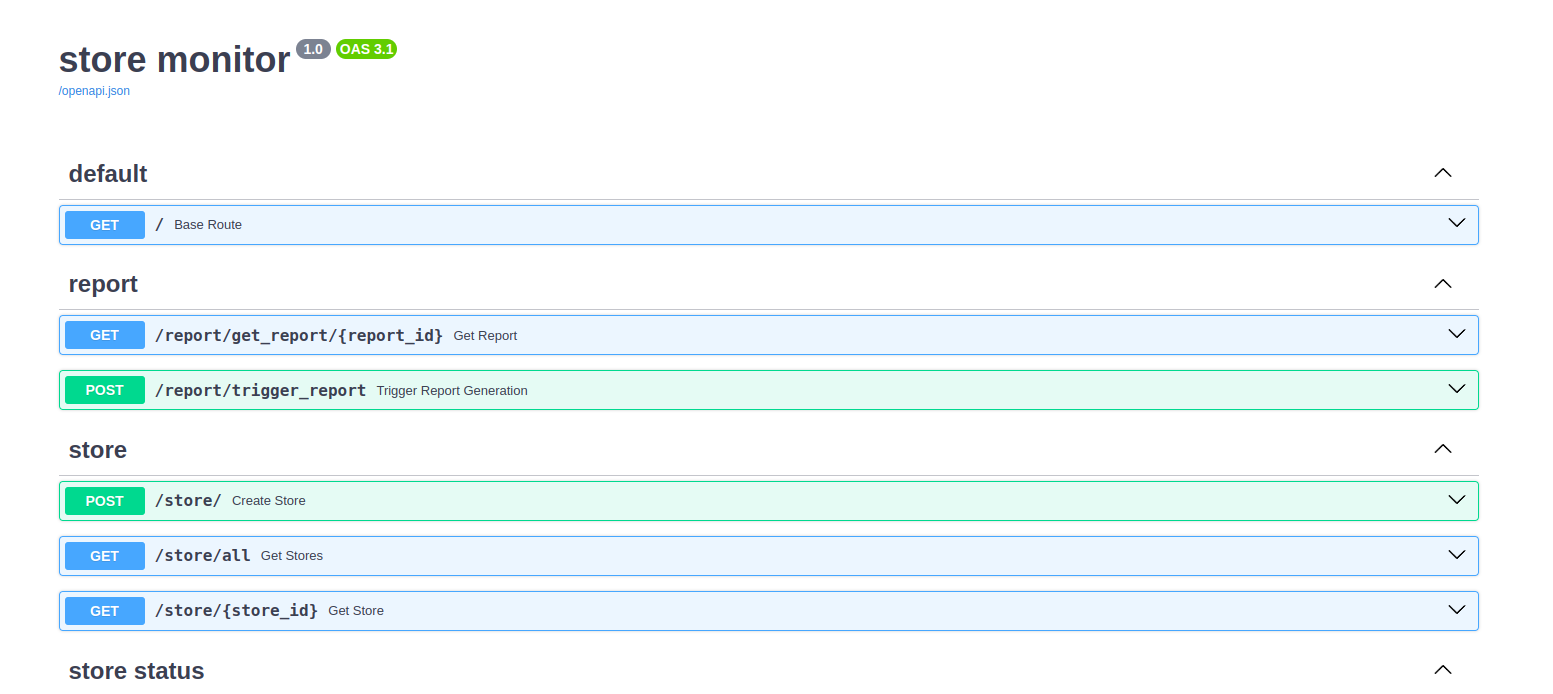 store monitor 1.0 OAS 3.1
/openapi.json
default
GET / Base Route
report
GET /report/get_report/{report_id} Get Report
POST /report/trigger_report Trigger Report Generation
store
POST /store/ Create Store
GET /store/all Get Stores
GET /store/{store_id} Get Store
store status